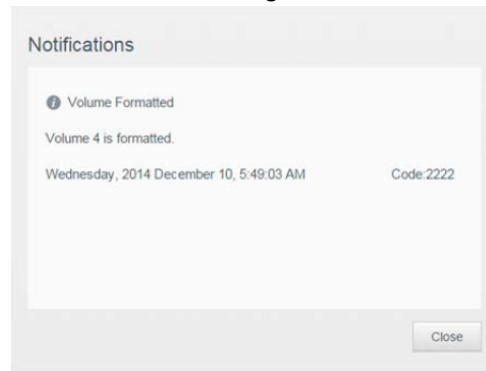 Notifications
Volume Formatted
Volume 4 is formatted.
Wednesday, 2014 December 10, 5:49:03 AM Code:2222
Close